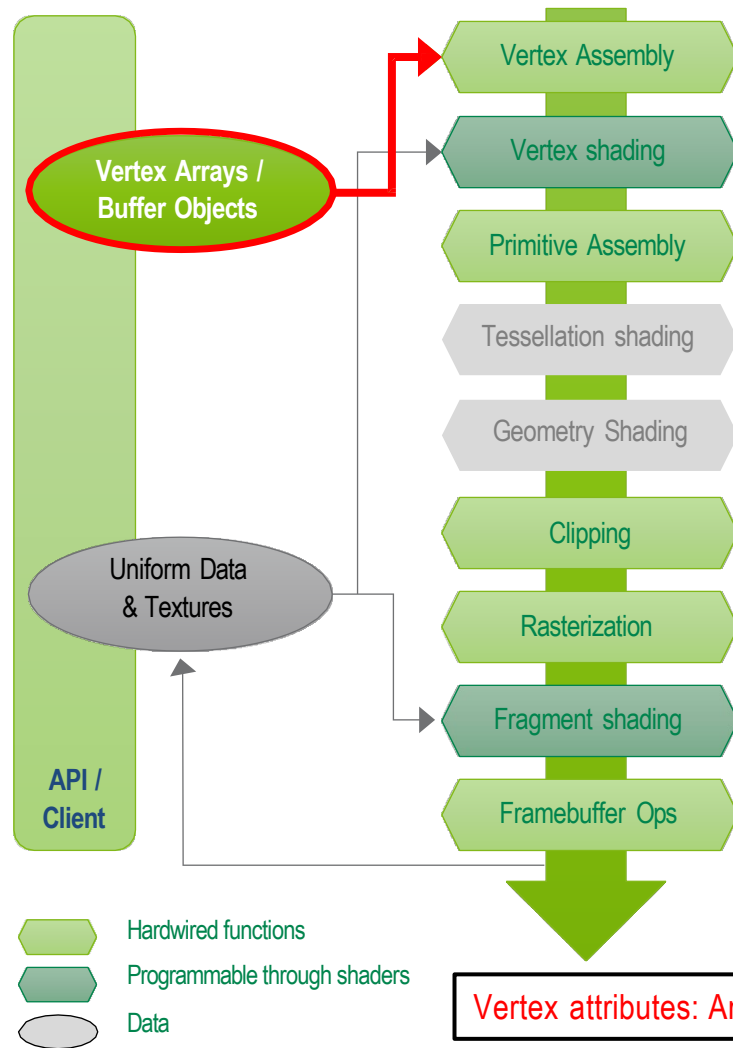 Vertex Assembly
Vertex Arrays /
Buffer Objects
Vertex shading
Primitive Assembly
Tessellation shading
Geometry Shading
Clipping
Uniform Data
& Textures
Rasterization
Fragment shading
API /
Client
Framebuffer Ops
Hardwired functions
Programmable through shaders
Data
Vertex attributes: